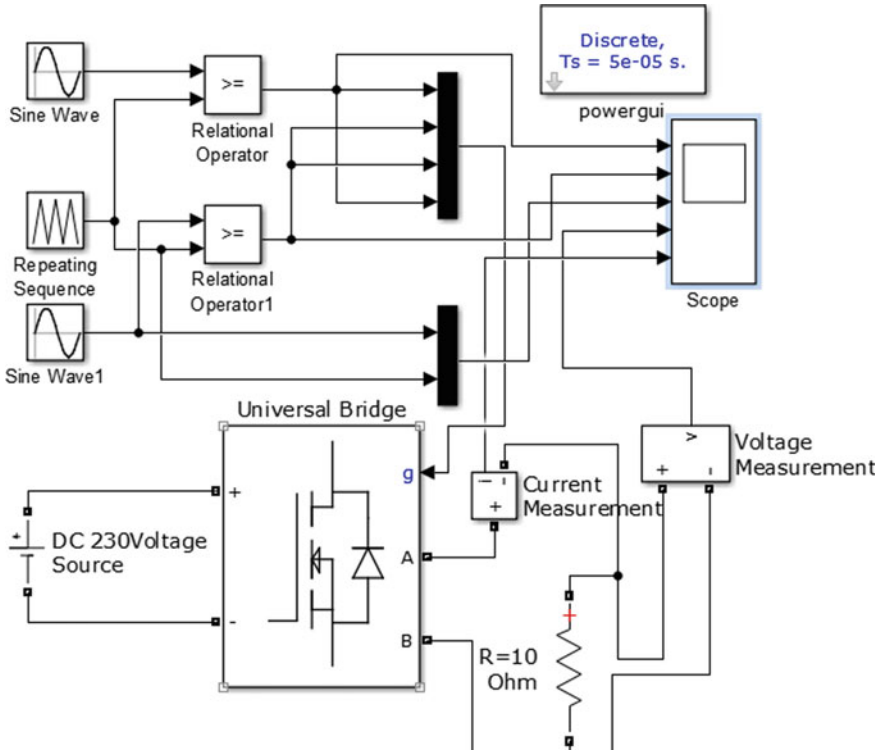 Discrete,
Ts = 5e-05 s.
powergui
Sine Wave
>=
Relational
Operator
Repeating
Sequence
>=
Relational
Operator1
Scope
Sine Wave1
Universal Bridge
g
+
-
A
B
DC 230Voltage
Source
+
i
-
+
Current
Measurement
v
+
-
Voltage
Measurement
+
R=10
Ohm